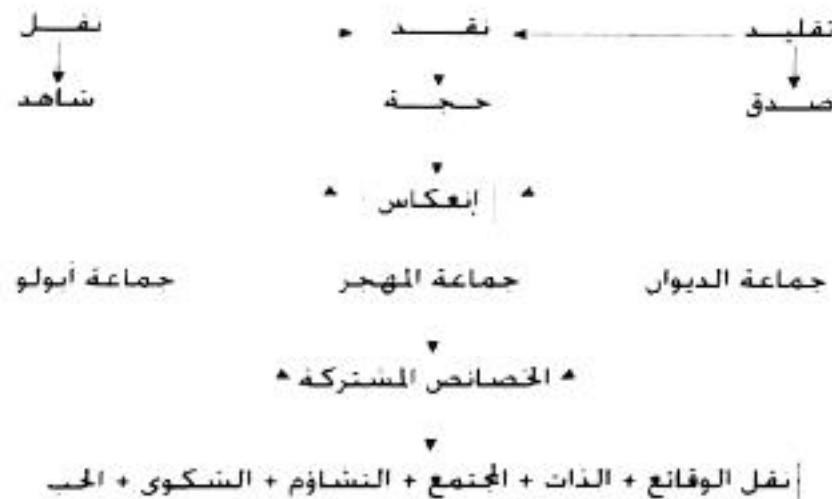 تقليد نقد نقل
صدق حجة شاهد
إنعكاس
جماعة الديوان جماعة المهجر جماعة أبولو
الخصائص المشتركة
نقل الوقائع + الذات + المجتمع + التشاؤم + الشكوى + الحب